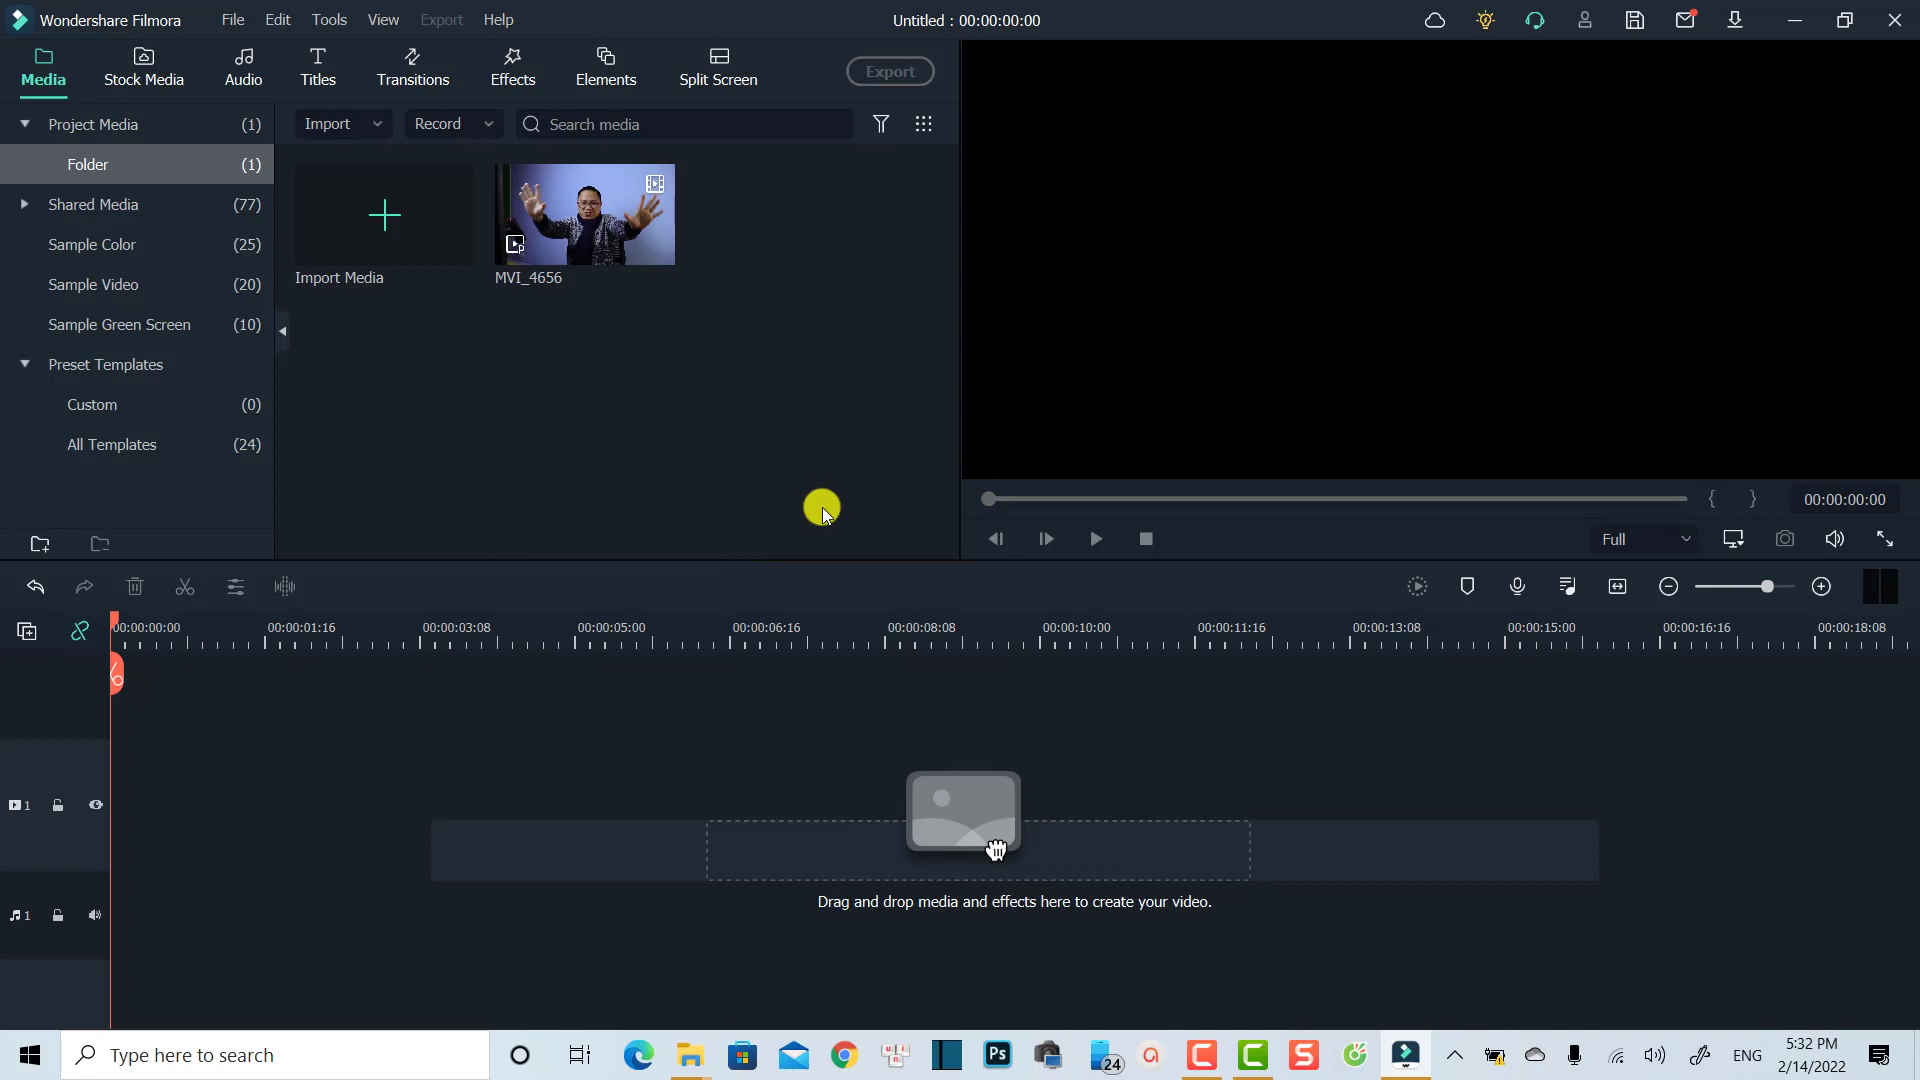 Wondershare Filmora File Edit Tools View Export Help Untitled : 00:00:00:00
Media Stock Media Audio Titles Transitions Effects Elements Split Screen Export
Project Media (1)
Folder (1)
Shared Media (77)
Sample Color (25)
Sample Video (20)
Sample Green Screen (10)
Preset Templates
Custom (0)
All Templates (24)
Import Record Search media
Import Media MVI_4656
00:00:00:00
Full
00:00:00:00 00:00:01:16 00:00:03:08 00:00:05:00 00:00:06:16 00:00:08:08 00:00:10:00 00:00:11:16 00:00:13:08 00:00:15:00 00:00:16:16 00:00:18:08
1
Drag and drop media and effects here to create your video.
1
Type here to search Ps 24 C C S ENG 5:32 PM
2/14/2022